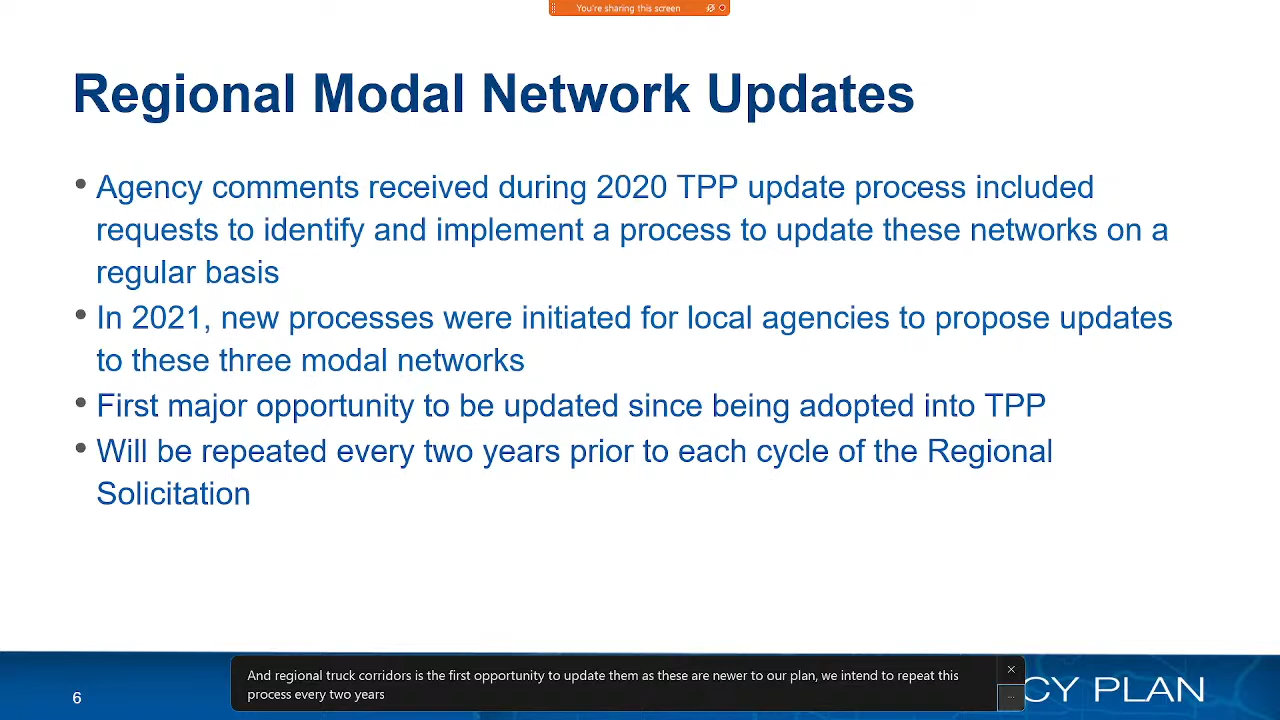 You're sharing this screen
Regional Modal Network Updates
• Agency comments received during 2020 TPP update process included
requests to identify and implement a process to update these networks on a
regular basis
• In 2021, new processes were initiated for local agencies to propose updates
to these three modal networks
• First major opportunity to be updated since being adopted into TPP
• Will be repeated every two years prior to each cycle of the Regional
Solicitation
And regional truck corridors is the first opportunity to update them as these are newer to our plan, we intend to repeat this
process every two years
6
CY PLAN